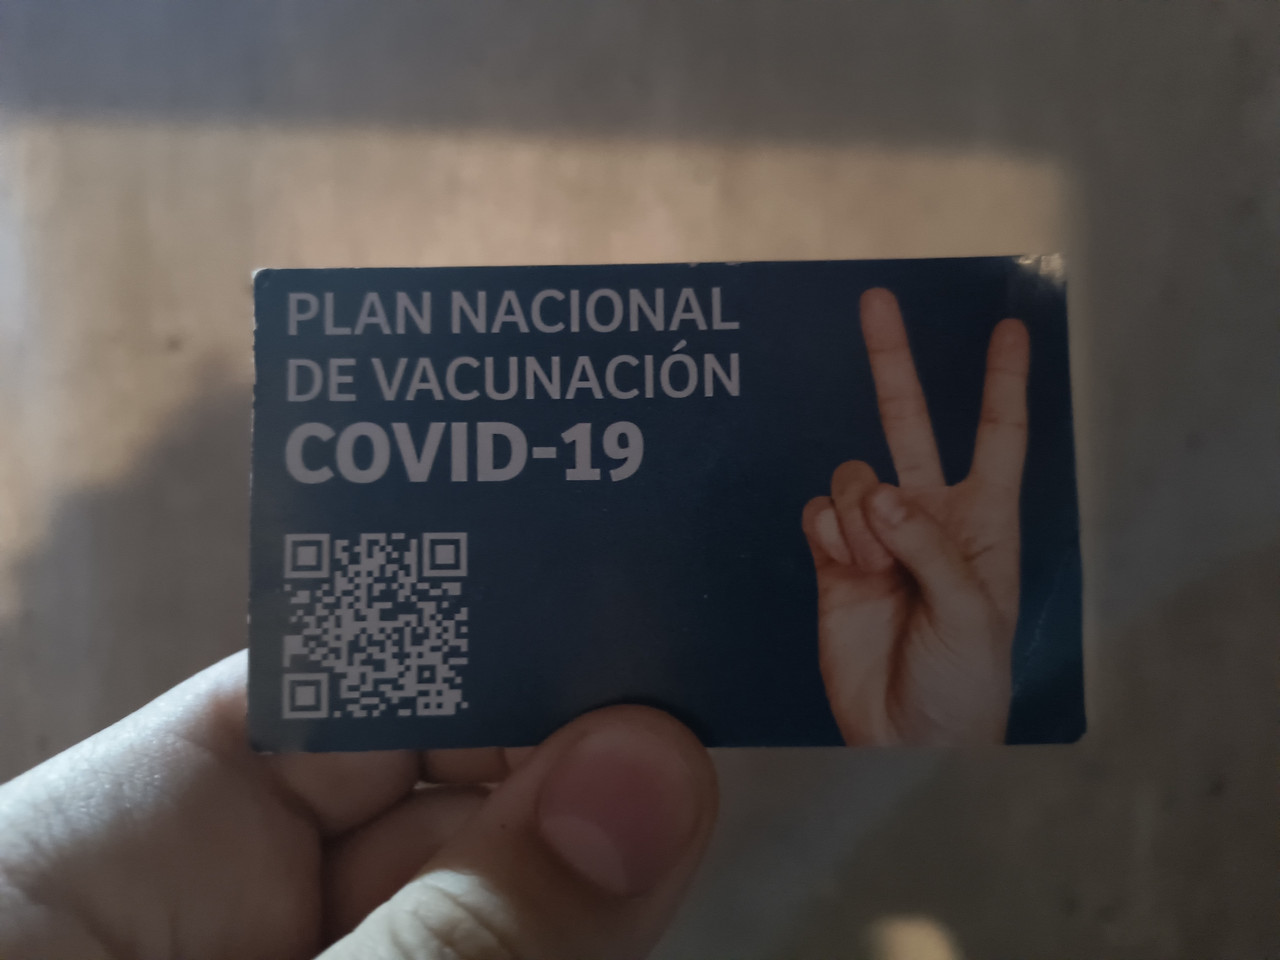 PLAN NACIONAL
DE VACUNACIÓN
COVID-19